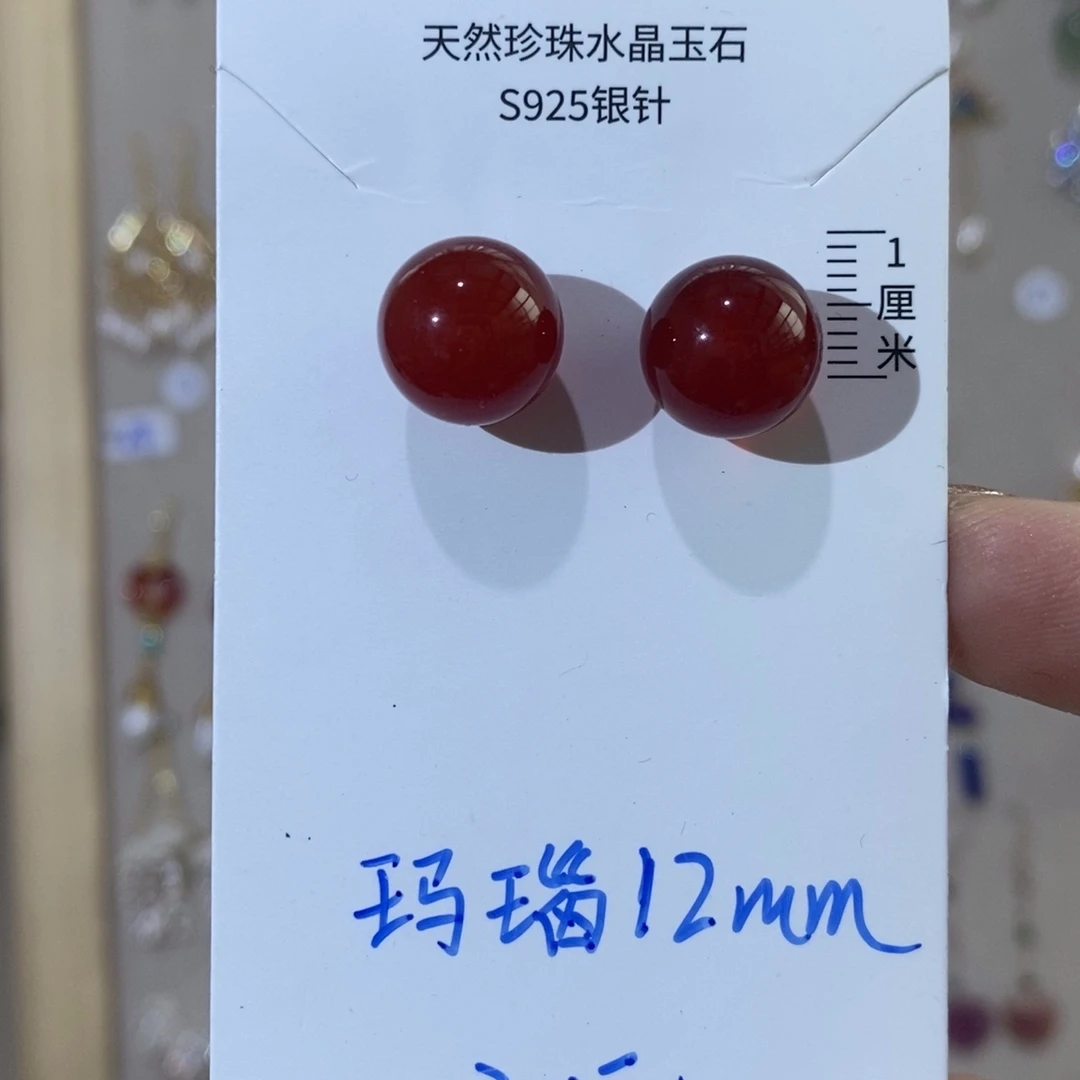 天然珍珠水晶玉石
S925银针
1
厘
米
玛瑙12mm